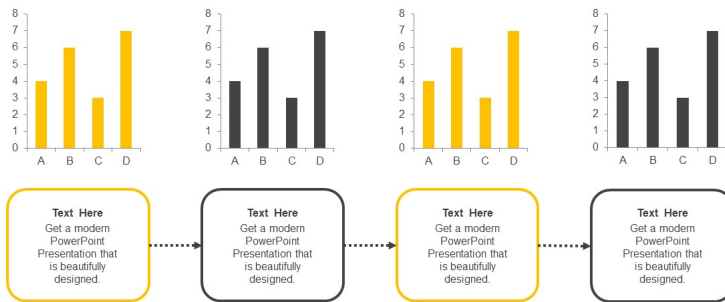 8
7
6
5
4
3
2
1
0
A B C D
8
7
6
5
4
3
2
1
0
A B C D
8
7
6
5
4
3
2
1
0
A B C D
8
7
6
5
4
3
2
1
0
A B C D
Text Here
Get a modern
PowerPoint
Presentation that
is beautifully
designed.
Text Here
Get a modern
PowerPoint
Presentation that
is beautifully
designed.
Text Here
Get a modern
PowerPoint
Presentation that
is beautifully
designed.
Text Here
Get a modern
PowerPoint
Presentation that
is beautifully
designed.